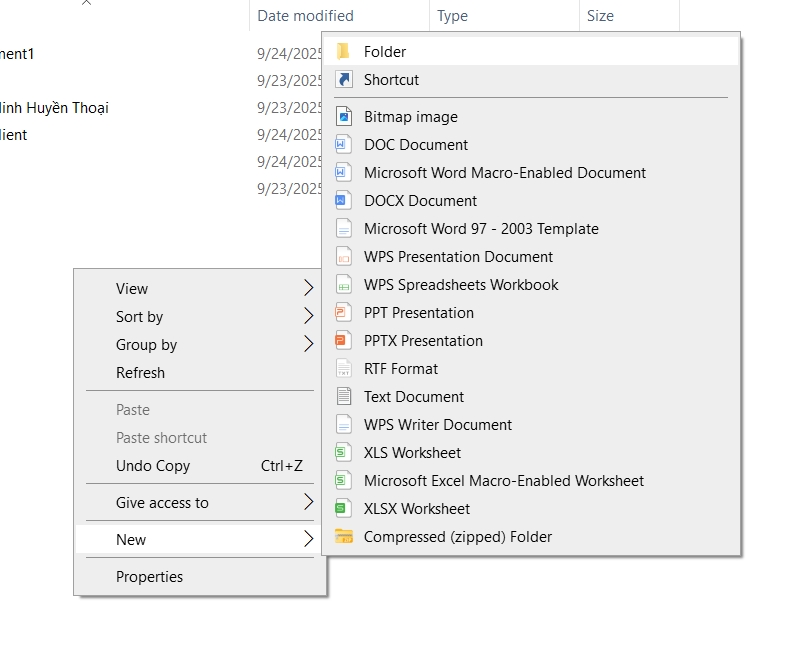 Date modified Type Size
ment1 9/24/2025
9/23/2025
linh Huyền Thoại 9/23/2025
lient 9/24/2025
9/24/2025
9/23/2025
Folder
Shortcut
Bitmap image
DOC Document
Microsoft Word Macro-Enabled Document
DOCX Document
Microsoft Word 97 - 2003 Template
WPS Presentation Document
WPS Spreadsheets Workbook
PPT Presentation
PPTX Presentation
RTF Format
Text Document
WPS Writer Document
XLS Worksheet
Microsoft Excel Macro-Enabled Worksheet
XLSX Worksheet
Compressed (zipped) Folder
View
Sort by
Group by
Refresh
Paste
Paste shortcut
Undo Copy Ctrl+Z
Give access to
New
Properties